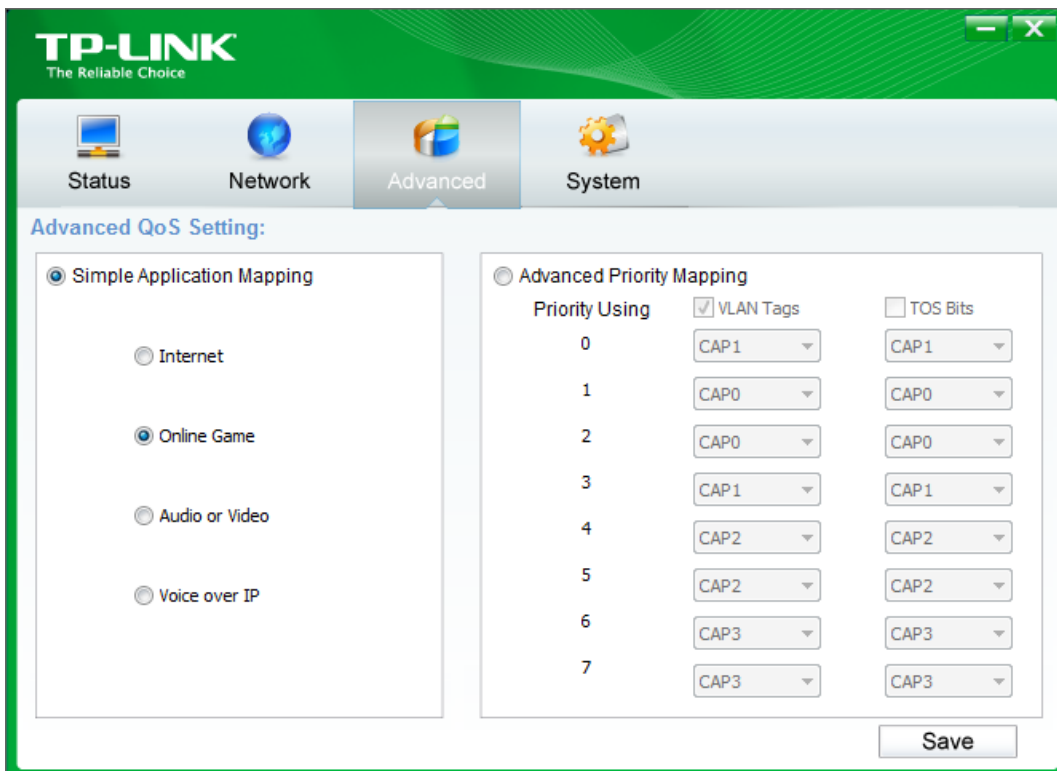 TP-LINK
The Reliable Choice
Status
Network
Advanced
System
Advanced QoS Setting:
Simple Application Mapping
Internet
Online Game
Audio or Video
Voice over IP
Advanced Priority Mapping
Priority Using VLAN Tags TOS Bits
0 CAP1 CAP1
1 CAP0 CAP0
2 CAP0 CAP0
3 CAP1 CAP1
4 CAP2 CAP2
5 CAP2 CAP2
6 CAP3 CAP3
7 CAP3 CAP3
Save